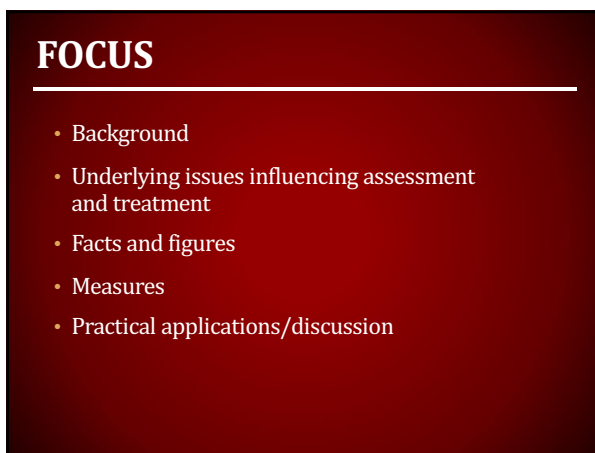 FOCUS
• Background
• Underlying issues influencing assessment
and treatment
• Facts and figures
• Measures
• Practical applications/discussion